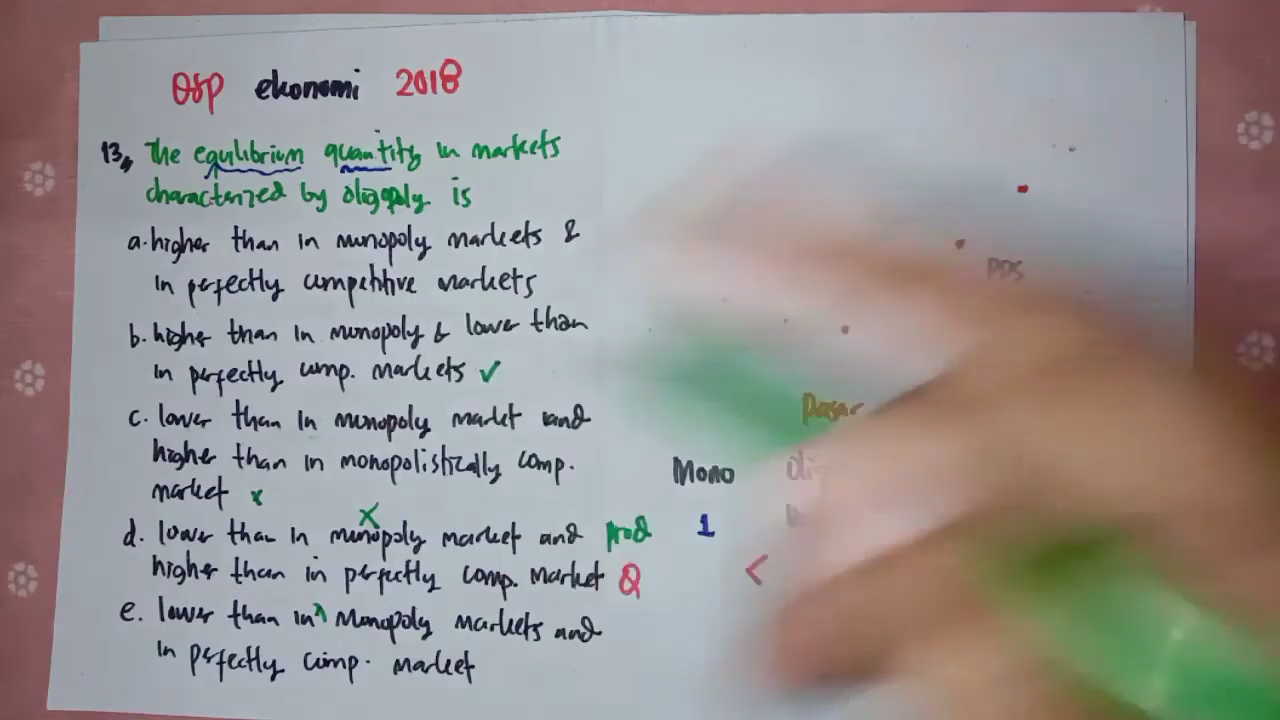 OSP ekonomi 2018
13, The equilibrium quantity in markets
characterized by oligopoly is
a. higher than in monopoly markets &
in perfectly competitive markets
b. higher than in monopoly & lower than
in perfectly comp. markets ✓
c. lower than in monopoly market and
higher than in monopolistically comp.
market x
d. lower than in monopoly market and
higher than in perfectly comp. market
e. lower than in monopoly markets and
in perfectly comp. market
PDS
Pasar
Mono
prod 1
Q <